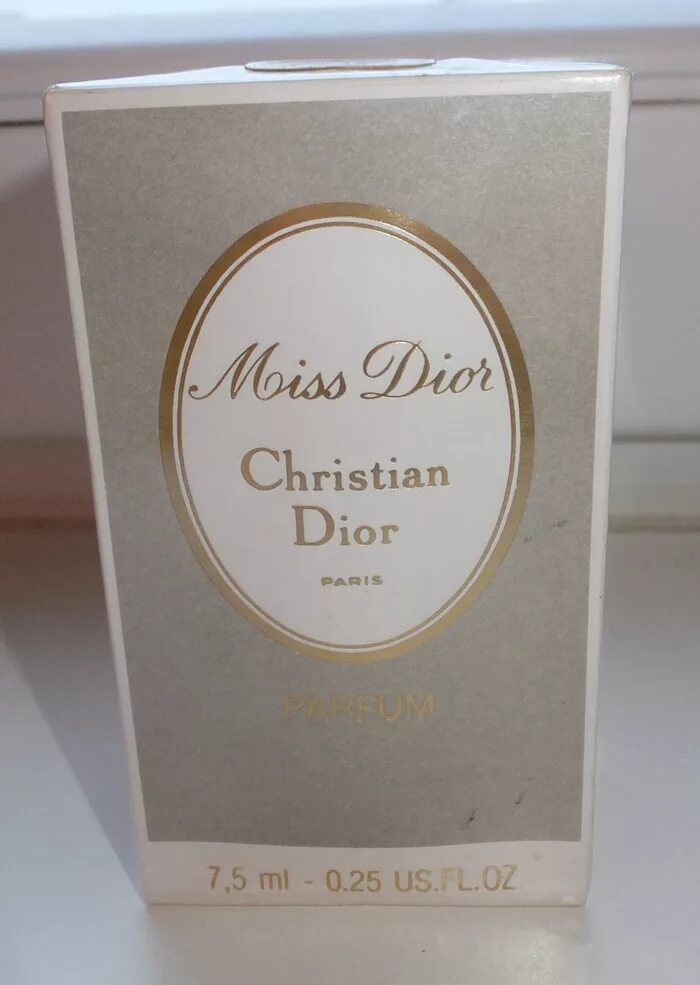 Miss Dior
Christian
Dior
PARIS
PARFUM
7,5 ml - 0.25 US.FL.OZ